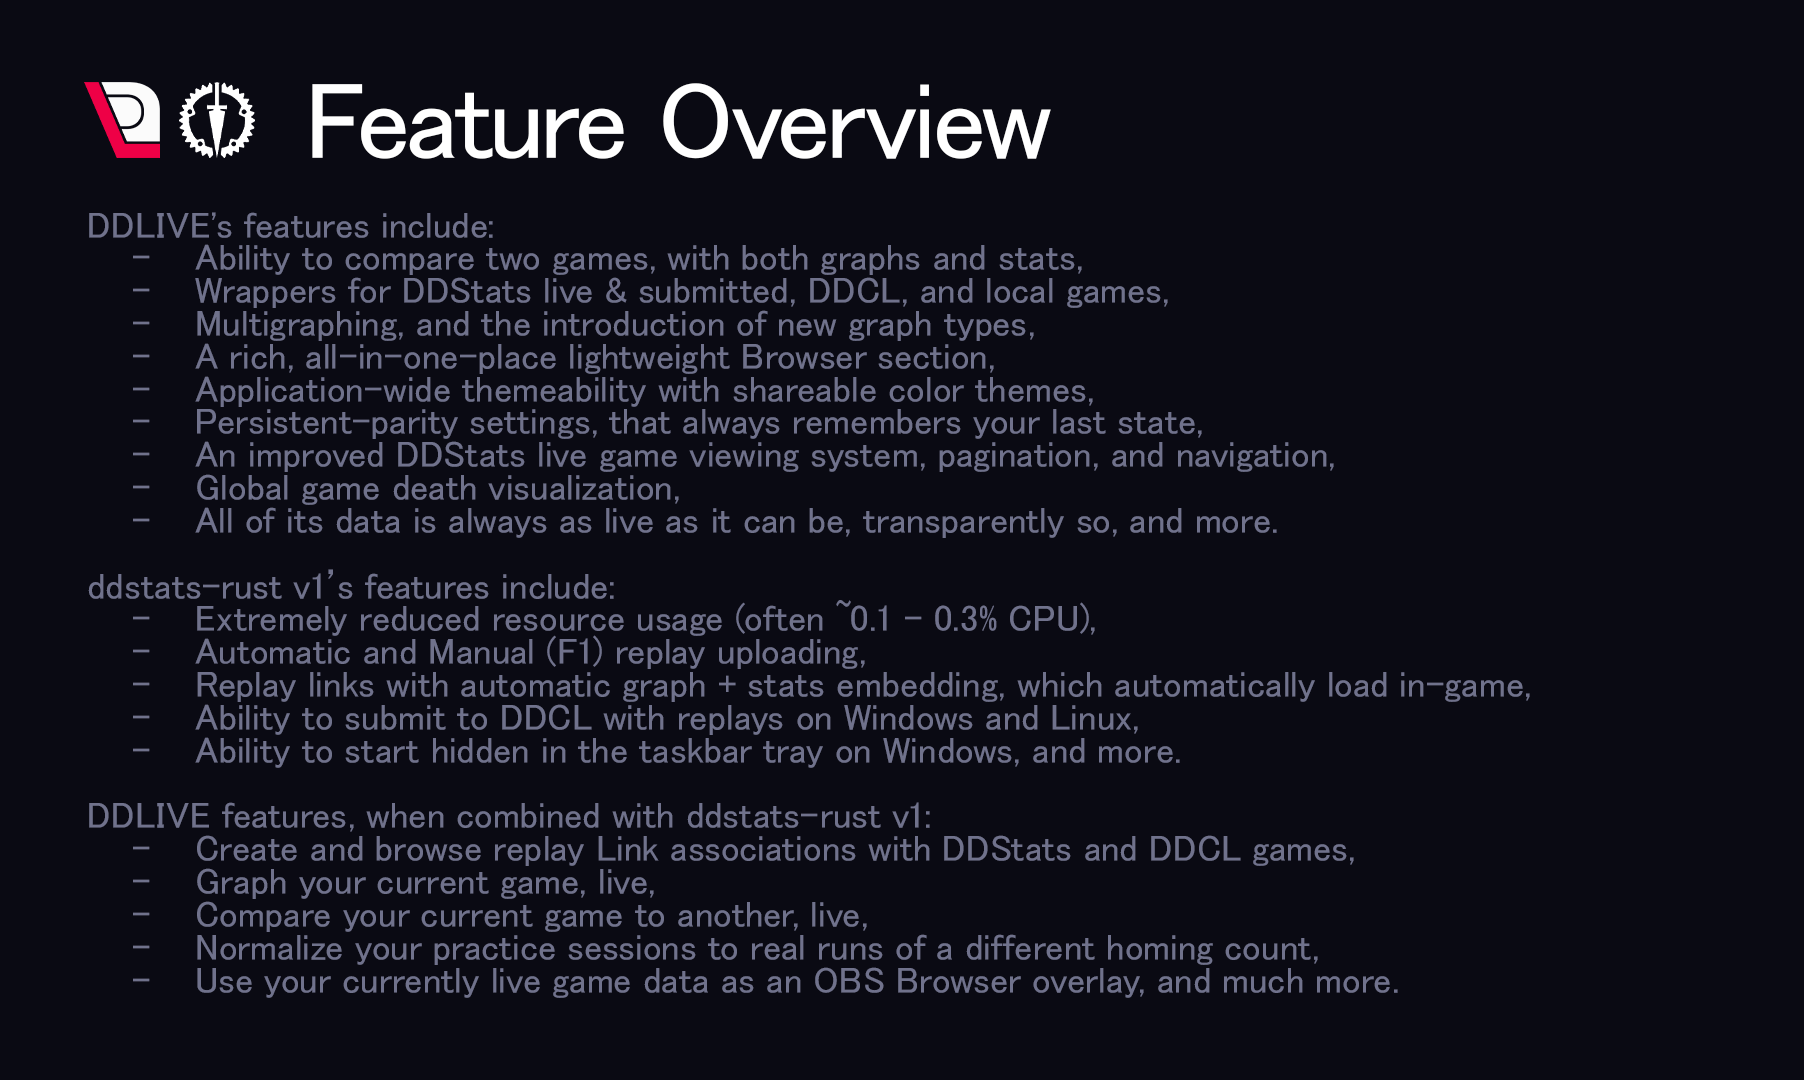 Feature Overview
DDLIVE's features include:
- Ability to compare two games, with both graphs and stats,
- Wrappers for DDStats live & submitted, DDCL, and local games,
- Multigraphing, and the introduction of new graph types,
- A rich, all-in-one-place lightweight Browser section,
- Application-wide themeability with shareable color themes,
- Persistent-parity settings, that always remembers your last state,
- An improved DDStats live game viewing system, pagination, and navigation,
- Global game death visualization,
- All of its data is always as live as it can be, transparently so, and more.
ddstats-rust v1’s features include:
- Extremely reduced resource usage (often ~0.1 - 0.3% CPU),
- Automatic and Manual (F1) replay uploading,
- Replay links with automatic graph + stats embedding, which automatically load in-game,
- Ability to submit to DDCL with replays on Windows and Linux,
- Ability to start hidden in the taskbar tray on Windows, and more.
DDLIVE features, when combined with ddstats-rust v1:
- Create and browse replay Link associations with DDStats and DDCL games,
- Graph your current game, live,
- Compare your current game to another, live,
- Normalize your practice sessions to real runs of a different homing count,
- Use your currently live game data as an OBS Browser overlay, and much more.